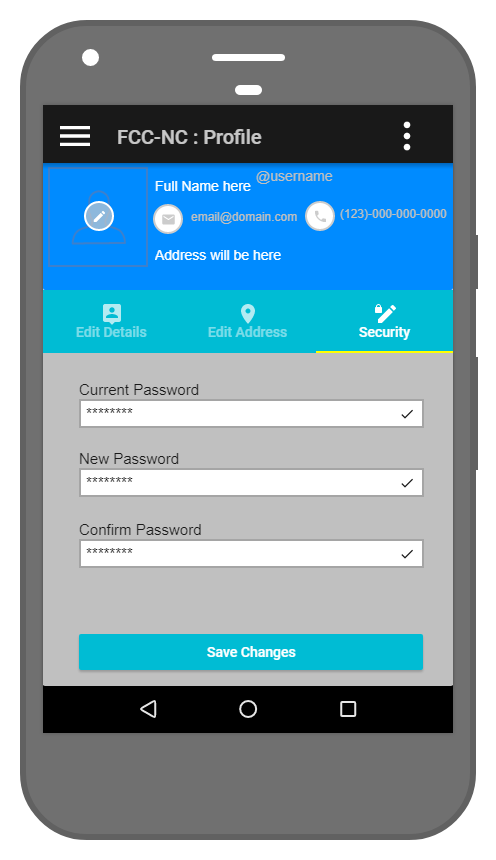 FCC-NC : Profile
@username
Full Name here
email@domain.com (123)-000-000-0000
Address will be here
Edit Details Edit Address Security
Current Password
********
New Password
********
Confirm Password
********
Save Changes